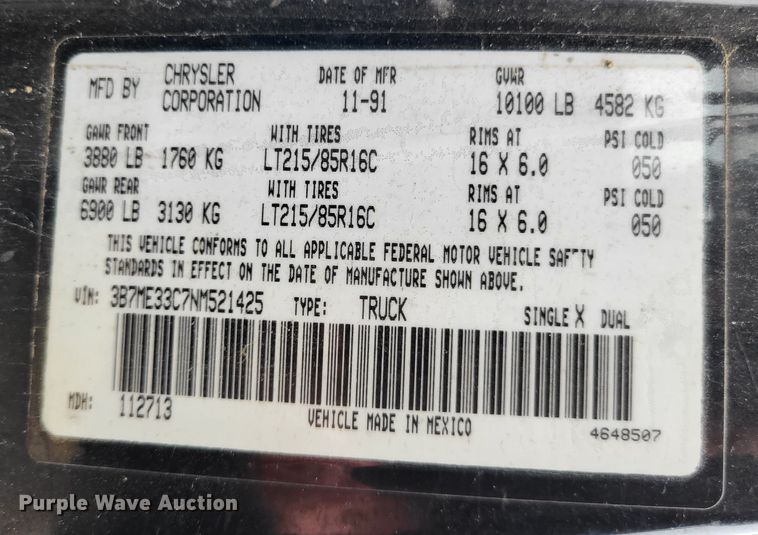 MFD BY CHRYSLER CORPORATION DATE OF MFR 11-91 GVWR 10100 LB 4582 KG
GAWR FRONT WITH TIRES RIMS AT PSI COLD
3880 LB 1760 KG LT215/85R16C 16 X 6.0 050
GAWR REAR WITH TIRES RIMS AT PSI COLD
6900 LB 3130 KG LT215/85R16C 16 X 6.0 050
THIS VEHICLE CONFORMS TO ALL APPLICABLE FEDERAL MOTOR VEHICLE SAFTY
STANDARDS IN EFFECT ON THE DATE OF MANUFACTURE SHOWN ABOVE.
VIN: 3B7ME33C7NM521425 TYPE: TRUCK SINGLE X DUAL
MDH: 112713 VEHICLE MADE IN MEXICO 4648507
Purple Wave Auction